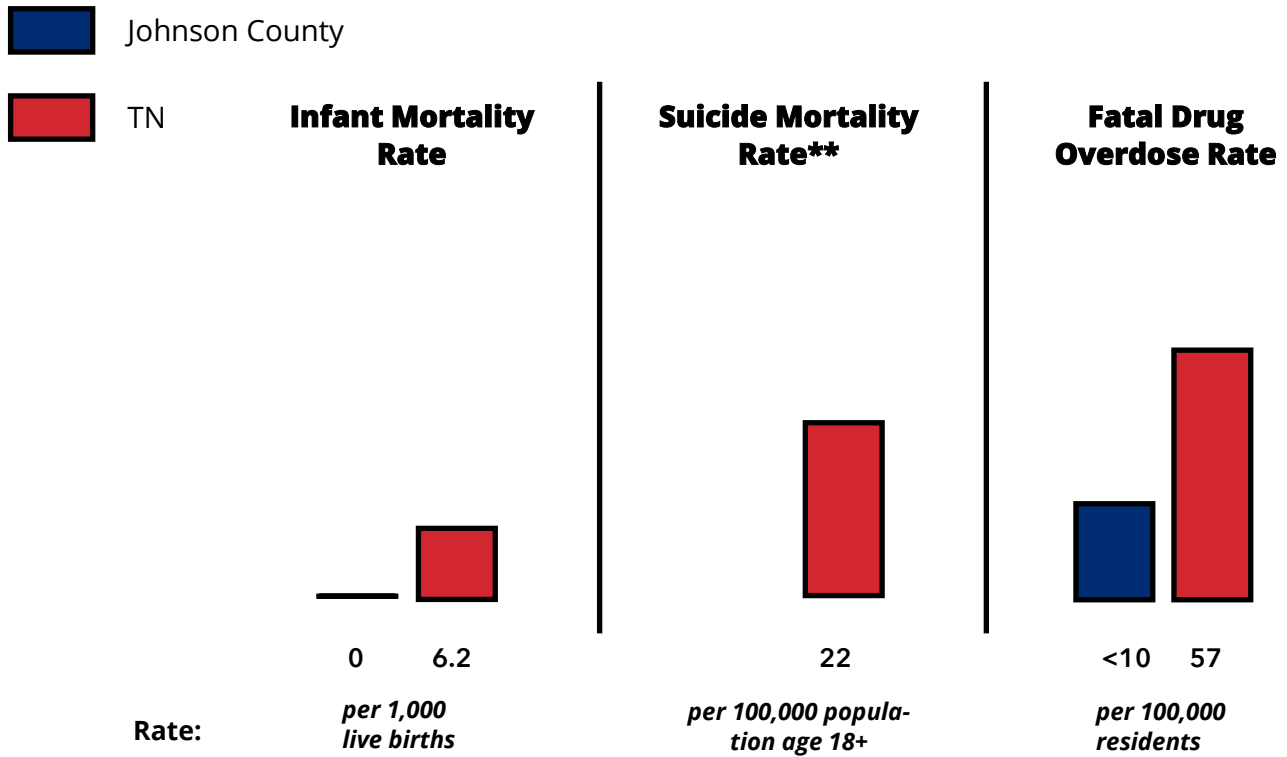 Johnson County
TN
Infant Mortality
Rate
Suicide Mortality
Rate**
Fatal Drug
Overdose Rate
0 6.2
22
<10 57
Rate:
per 1,000
live births
per 100,000 popula-
tion age 18+
per 100,000
residents